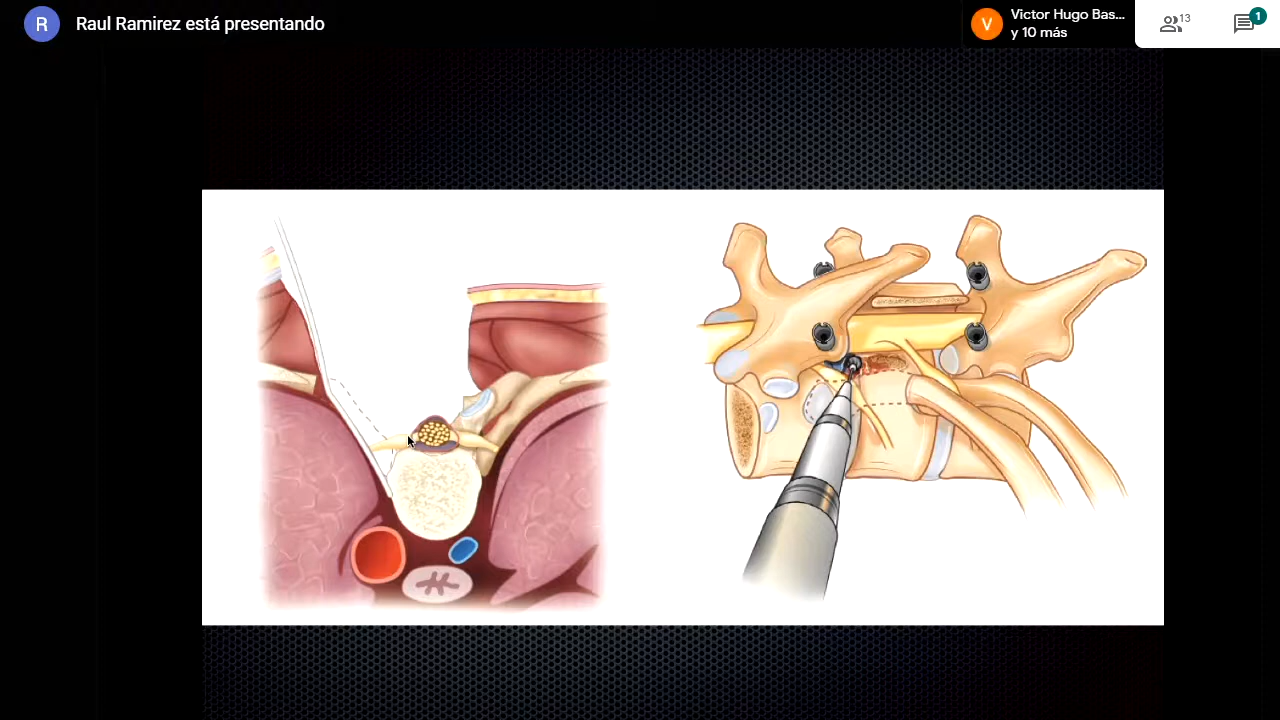 R Raul Ramirez está presentando
V Victor Hugo Bas...
y 10 más
13
1